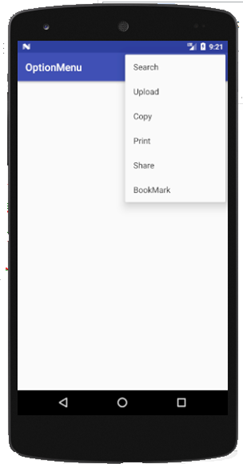 9:21
OptionMenu
Search
Upload
Copy
Print
Share
BookMark